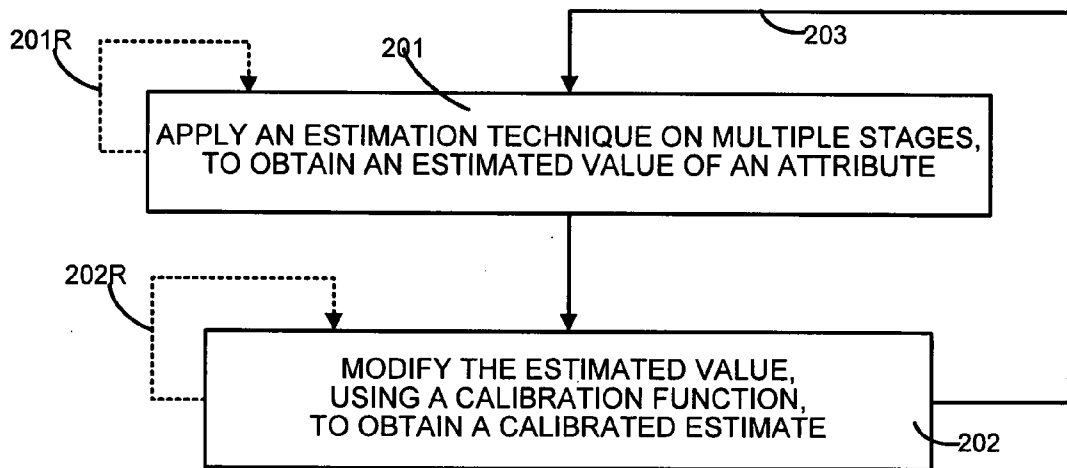 203
201R
201
APPLY AN ESTIMATION TECHNIQUE ON MULTIPLE STAGES,
TO OBTAIN AN ESTIMATED VALUE OF AN ATTRIBUTE
202R
MODIFY THE ESTIMATED VALUE,
USING A CALIBRATION FUNCTION,
TO OBTAIN A CALIBRATED ESTIMATE
202